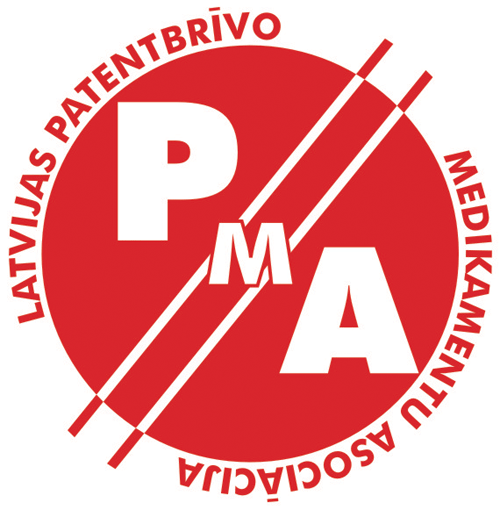 LATVIJAS PATENTBRĪVO
MEDIKAMENTU ASOCIĀCIJA
P
M
A